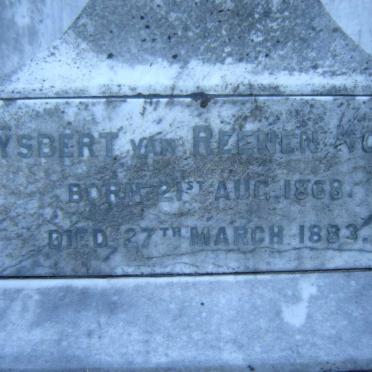 YSBERT VAN REENEN
BORN 21ST AUG. 1868.
DIED 27TH MARCH 1883.